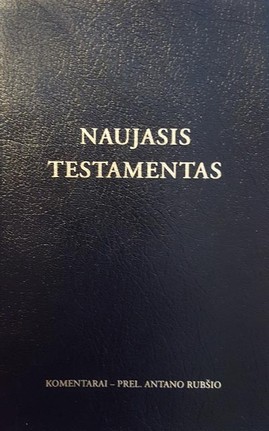 NAUJASIS
TESTAMENTAS
KOMENTARAI – PREL. ANTANO RUBŠIO